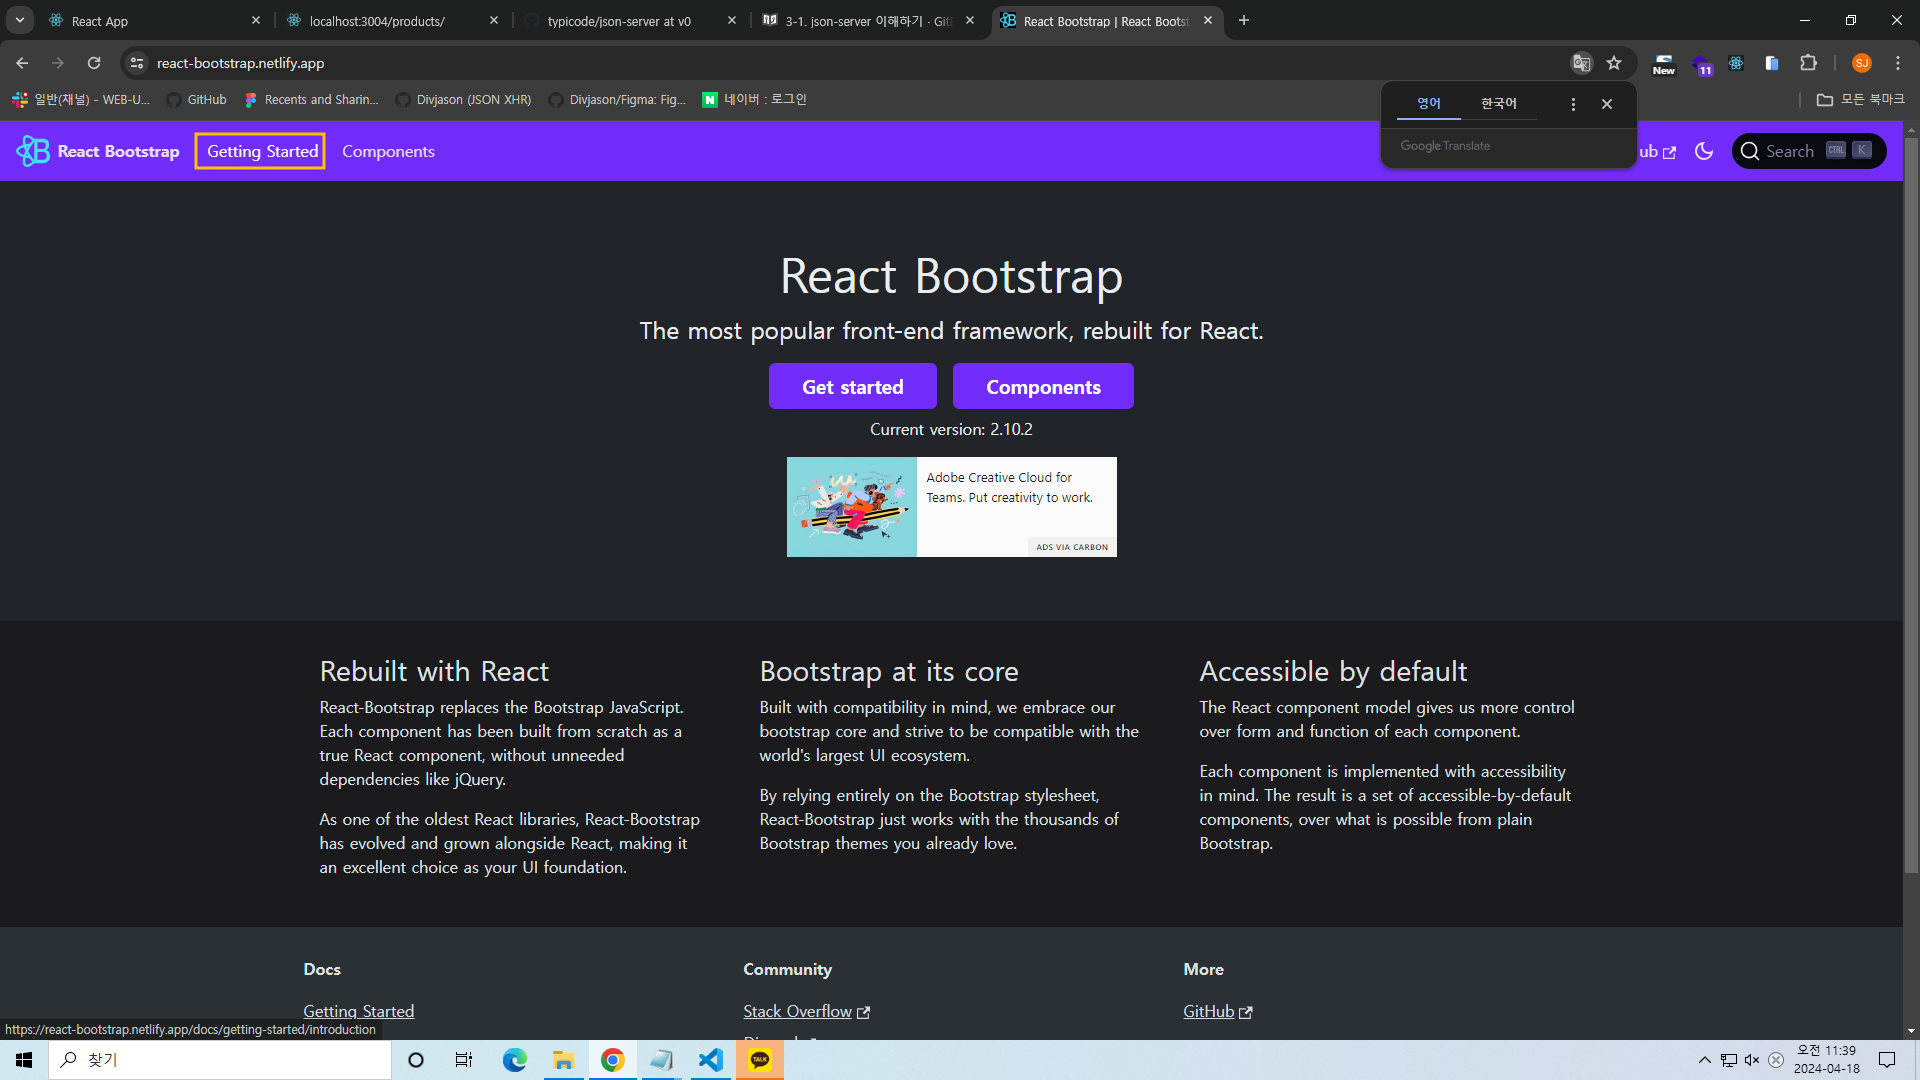 React App
localhost:3004/products/
typicode/json-server at v0
3-1. json-server 이해하기 · Git
React Bootstrap | React Bootst
react-bootstrap.netlify.app
New
11
SJ
일반(채널) - WEB-U...
GitHub
Recents and Sharin...
Divjason (JSON XHR)
Divjason/Figma: Fig...
N
네이버 : 로그인
모든 북마크
영어
한국어
Google Translate
B
React Bootstrap
Getting Started
Components
ub
Search
CTRL
K
React Bootstrap
The most popular front-end framework, rebuilt for React.
Get started
Components
Current version: 2.10.2
Adobe Creative Cloud for
Teams. Put creativity to work.
ADS VIA CARBON
Rebuilt with React
React-Bootstrap replaces the Bootstrap JavaScript.
Each component has been built from scratch as a
true React component, without unneeded
dependencies like jQuery.
As one of the oldest React libraries, React-Bootstrap
has evolved and grown alongside React, making it
an excellent choice as your UI foundation.
Bootstrap at its core
Built with compatibility in mind, we embrace our
bootstrap core and strive to be compatible with the
world's largest UI ecosystem.
By relying entirely on the Bootstrap stylesheet,
React-Bootstrap just works with the thousands of
Bootstrap themes you already love.
Accessible by default
The React component model gives us more control
over form and function of each component.
Each component is implemented with accessibility
in mind. The result is a set of accessible-by-default
components, over what is possible from plain
Bootstrap.
Docs
Getting Started
Community
Stack Overflow
More
GitHub
https://react-bootstrap.netlify.app/docs/getting-started/introduction
찾기
TALK
오전 11:39
2024-04-18